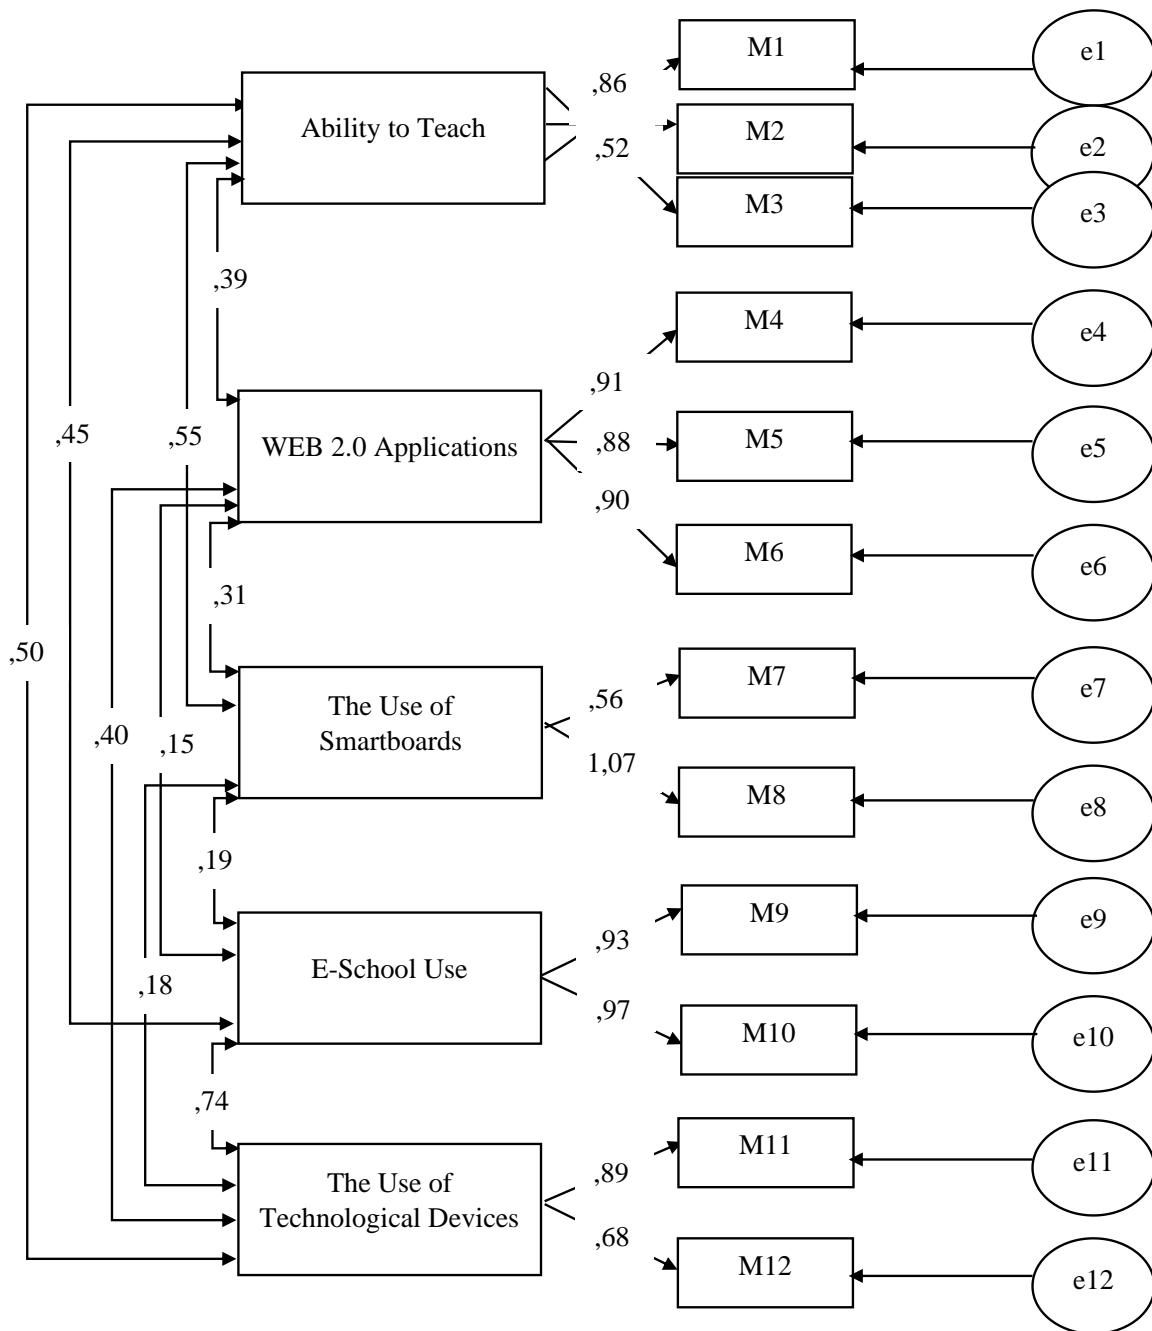 M1
e1
,86
Ability to Teach
M2
e2
,52
M3
e3
,39
M4
e4
,91
,45
,55
WEB 2.0 Applications
,88
M5
e5
,90
M6
e6
,31
,50
M7
e7
,56
The Use of
Smartboards
,40
,15
1,07
M8
e8
,19
M9
e9
,93
E-School Use
,18
,97
M10
e10
,74
M11
e11
,89
The Use of
Technological Devices
,68
M12
e12